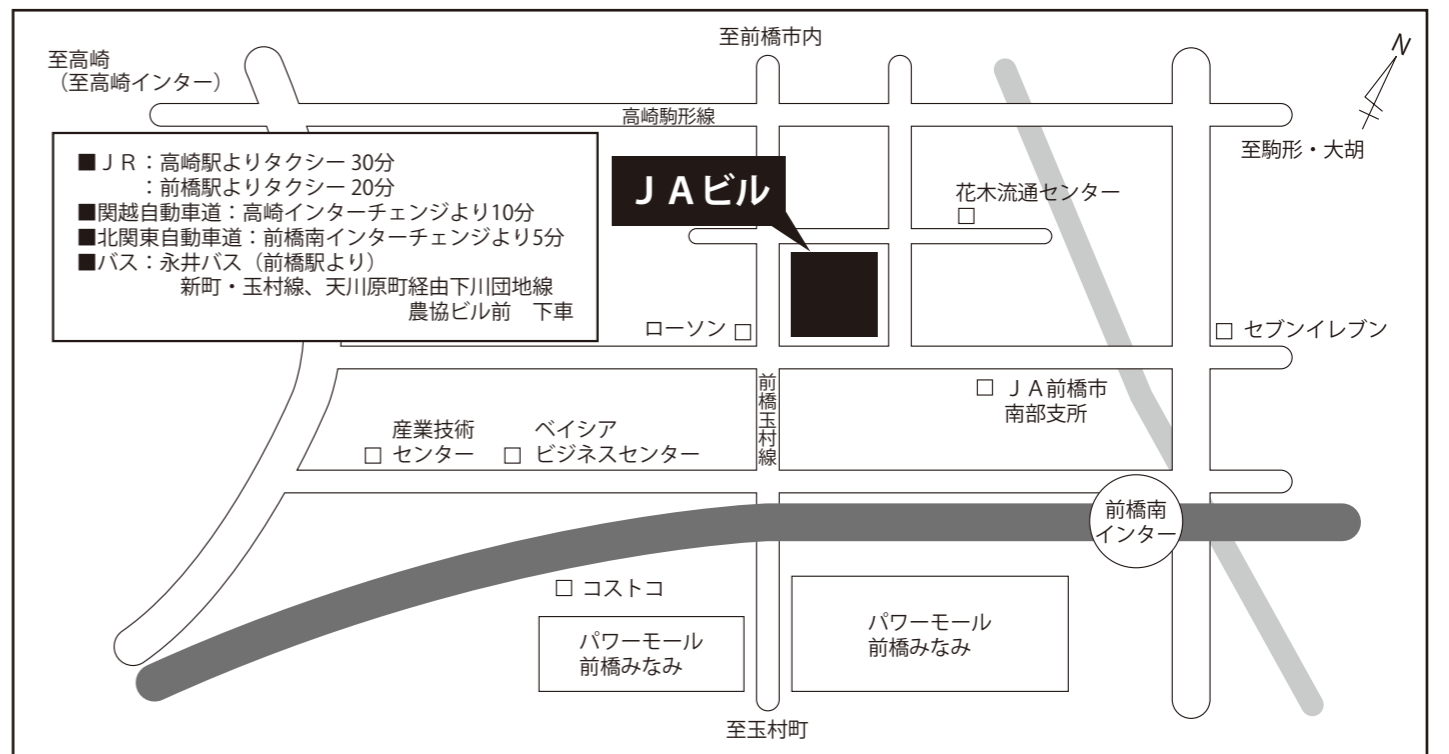 至前橋市内
N
至高崎
（至高崎インター）
高崎駒形線
至駒形・大胡
■ＪＲ：高崎駅よりタクシー 30分
：前橋駅よりタクシー 20分
■関越自動車道：高崎インターチェンジより10分
■北関東自動車道：前橋南インターチェンジより5分
■バス：永井バス（前橋駅より）
新町・玉村線、天川原町経由下川団地線
農協ビル前　下車
ＪＡビル
花木流通センター
ローソン
セブンイレブン
前橋玉村線
ＪＡ前橋市
南部支所
産業技術
センター
ベイシア
ビジネスセンター
前橋南
インター
コストコ
パワーモール
前橋みなみ
パワーモール
前橋みなみ
至玉村町